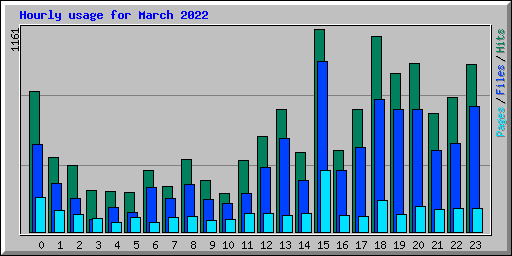 Hourly usage for March 2022
1161
Pages/Files/Hits
0 1 2 3 4 5 6 7 8 9 10 11 12 13 14 15 16 17 18 19 20 21 22 23